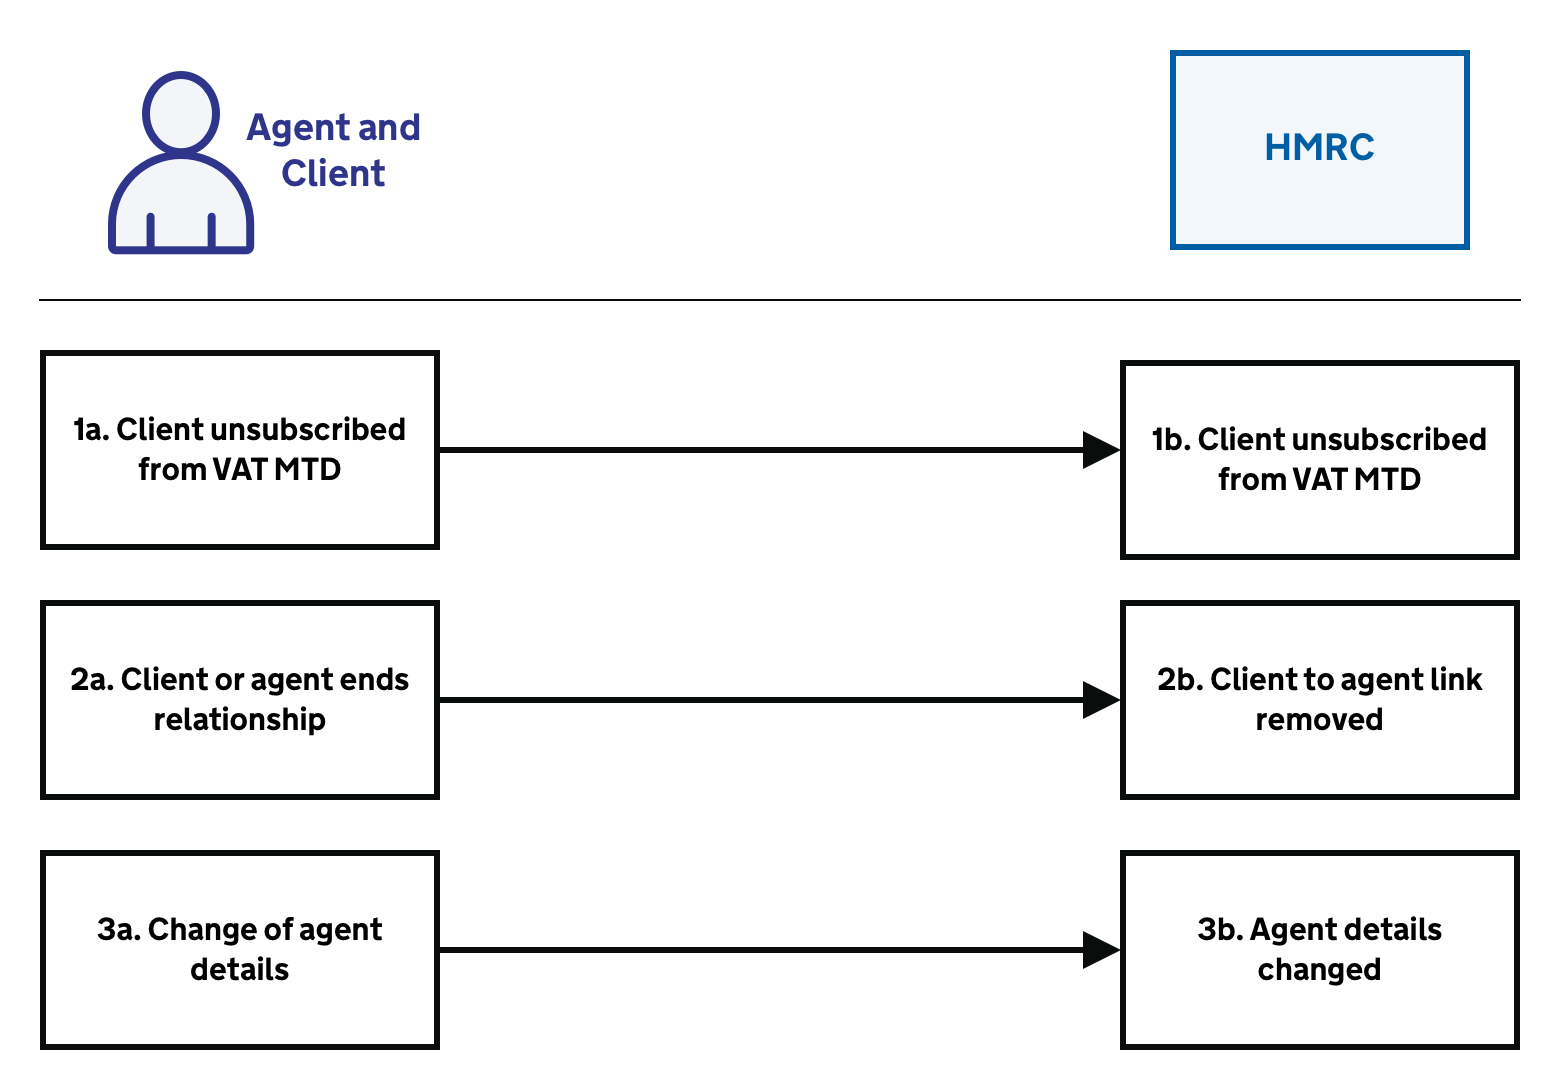 Agent and
Client
HMRC
1a. Client unsubscribed
from VAT MTD
1b. Client unsubscribed
from VAT MTD
2a. Client or agent ends
relationship
2b. Client to agent link
removed
3a. Change of agent
details
3b. Agent details
changed